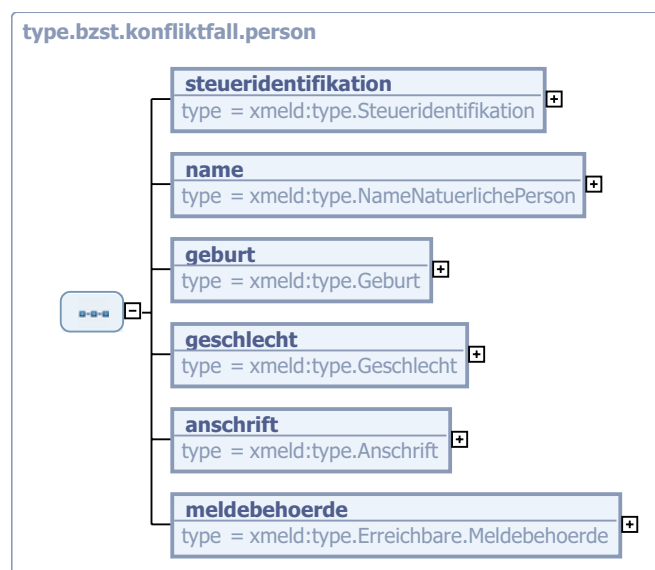 type.bzst.konfliktfall.person
steueridentifikation
type = xmeld:type.Steueridentifikation
name
type = xmeld:type.NameNatuerlichePerson
geburt
type = xmeld:type.Geburt
geschlecht
type = xmeld:type.Geschlecht
anschrift
type = xmeld:type.Anschrift
meldebehoerde
type = xmeld:type.Erreichbare.Meldebehoerde